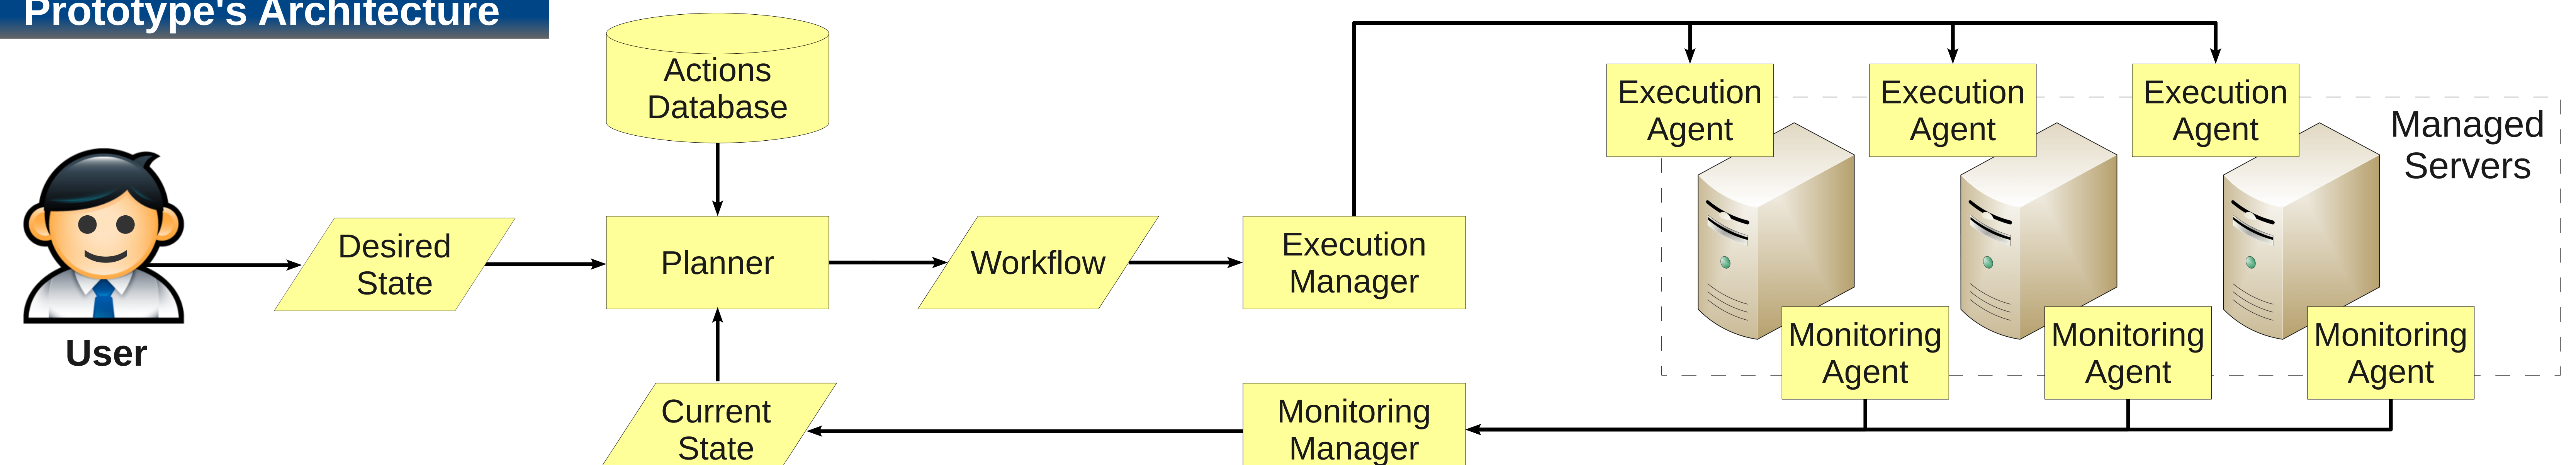 Prototype's Architecture
Actions
Database
Execution
Agent
Execution
Agent
Execution
Agent
Managed
Servers
Desired
State
Planner
Workflow
Execution
Manager
User
Monitoring
Agent
Monitoring
Agent
Monitoring
Agent
Current
State
Monitoring
Manager